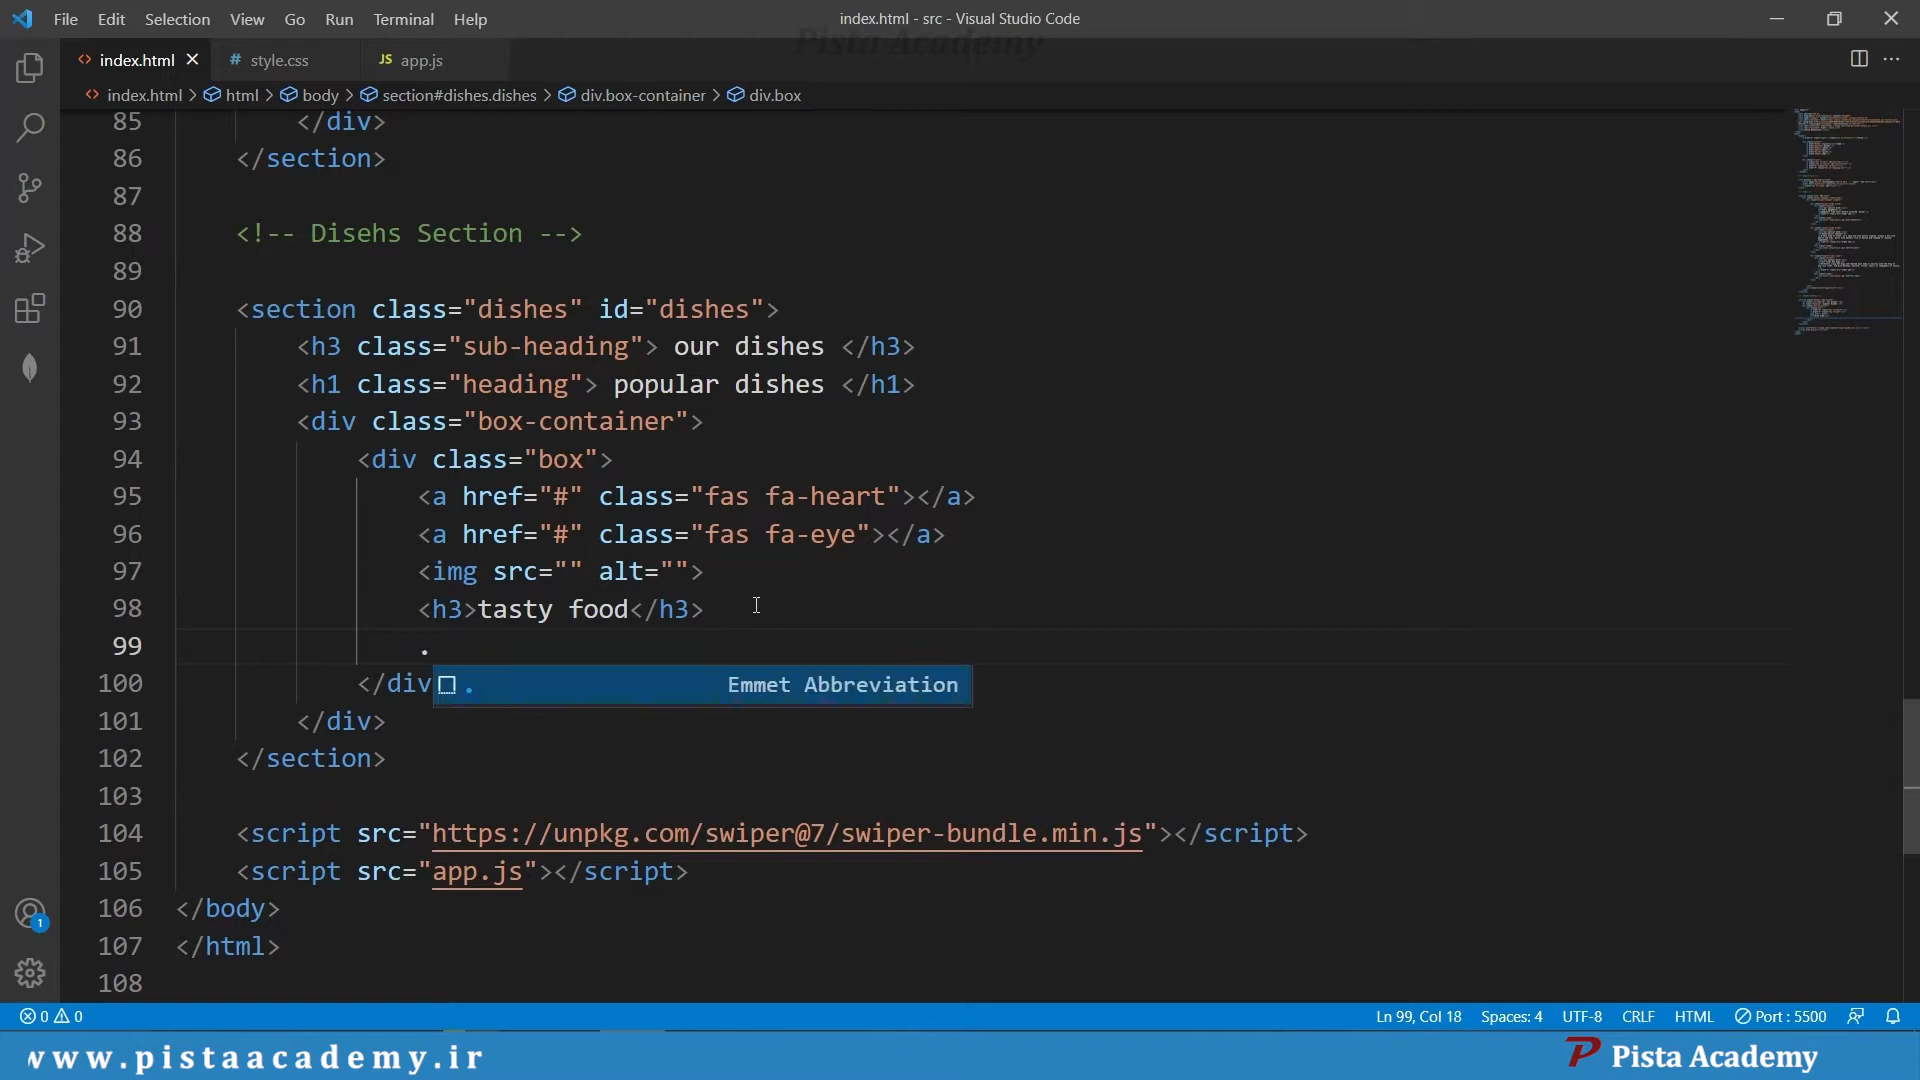 File Edit Selection View Go Run Terminal Help
index.html - src - Visual Studio Code
Pista Academy
index.html
# style.css
JS app.js
index.html > html > body > section#dishes.dishes > div.box-container > div.box
85 </div>
86 </section>
87
88 <!-- Disehs Section -->
89
90 <section class="dishes" id="dishes">
91 <h3 class="sub-heading"> our dishes </h3>
92 <h1 class="heading"> popular dishes </h1>
93 <div class="box-container">
94 <div class="box">
95 <a href="#" class="fas fa-heart"></a>
96 <a href="#" class="fas fa-eye"></a>
97 <img src="" alt="">
98 <h3>tasty food</h3>
99 .
100 </div
. Emmet Abbreviation
101 </div>
102 </section>
103
104 <script src="https://unpkg.com/swiper@7/swiper-bundle.min.js"></script>
105 <script src="app.js"></script>
106 </body>
107 </html>
108
1
0 0
Ln 99, Col 18 Spaces: 4 UTF-8 CRLF HTML Port : 5500
www.pistaacademy.ir
P Pista Academy